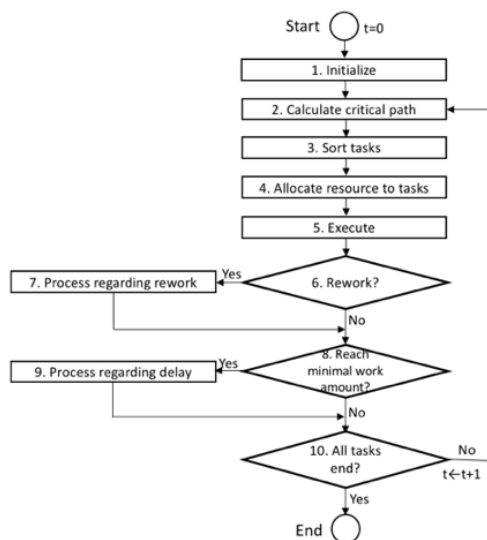 Start
t=0
1. Initialize
2. Calculate critical path
3. Sort tasks
4. Allocate resource to tasks
5. Execute
6. Rework?
Yes
7. Process regarding rework
No
8. Reach
minimal work
amount?
Yes
9. Process regarding delay
No
10. All tasks
end?
No
t←t+1
Yes
End